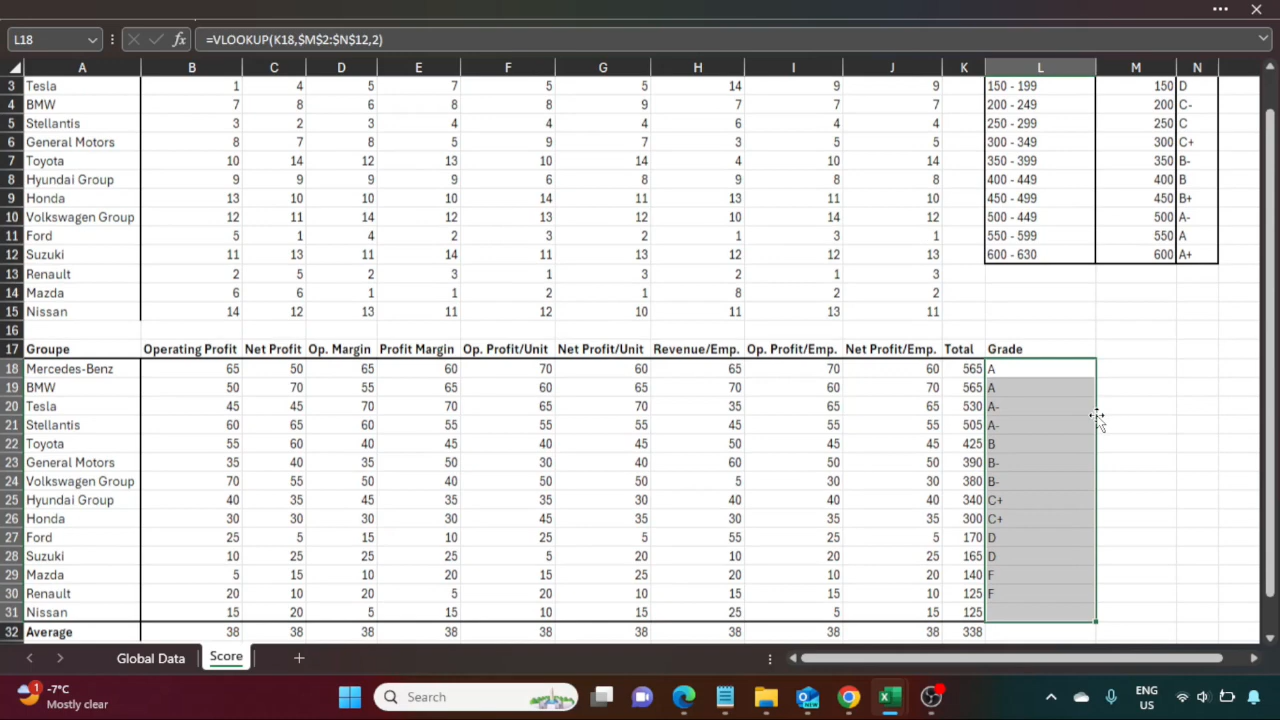 L18 =VLOOKUP(K18,$M$2:$N$12,2)
A B C D E F G H I J K L M N
3 Tesla 1 4 5 7 5 5 14 9 9 150 - 199 150 D
4 BMW 7 8 6 8 8 9 7 7 7 200 - 249 200 C-
5 Stellantis 3 2 3 4 4 4 6 4 4 250 - 299 250 C
6 General Motors 8 7 8 5 9 7 3 5 5 300 - 349 300 C+
7 Toyota 10 14 12 13 10 14 4 10 14 350 - 399 350 B-
8 Hyundai Group 9 9 9 9 6 8 9 8 8 400 - 449 400 B
9 Honda 13 10 10 10 14 11 13 11 10 450 - 499 450 B+
10 Volkswagen Group 12 11 14 12 13 12 10 14 12 500 - 449 500 A-
11 Ford 5 1 4 2 3 2 1 3 1 550 - 599 550 A
12 Suzuki 11 13 11 14 11 13 12 12 13 600 - 630 600 A+
13 Renault 2 5 2 3 1 3 2 1 3
14 Mazda 6 6 1 1 2 1 8 2 2
15 Nissan 14 12 13 11 12 10 11 13 11
16
17 Groupe Operating Profit Net Profit Op. Margin Profit Margin Op. Profit/Unit Net Profit/Unit Revenue/Emp. Op. Profit/Emp. Net Profit/Emp. Total Grade
18 Mercedes-Benz 65 50 65 60 70 60 65 70 60 565 A
19 BMW 50 70 55 65 60 65 70 60 70 565 A
20 Tesla 45 45 70 70 65 70 35 65 65 530 A-
21 Stellantis 60 65 60 55 55 55 45 55 55 505 A-
22 Toyota 55 60 40 45 40 45 50 45 45 425 B
23 General Motors 35 40 35 50 30 40 60 50 50 390 B-
24 Volkswagen Group 70 55 50 40 50 50 5 30 30 380 B-
25 Hyundai Group 40 35 45 35 35 30 40 40 40 340 C+
26 Honda 30 30 30 30 45 35 30 35 35 300 C+
27 Ford 25 5 15 10 25 5 55 25 5 170 D
28 Suzuki 10 25 25 25 5 20 10 20 25 165 D
29 Mazda 5 15 10 20 15 25 20 10 20 140 F
30 Renault 20 10 20 5 20 10 15 15 10 125 F
31 Nissan 15 20 5 15 10 15 25 5 15 125
32 Average 38 38 38 38 38 38 38 38 38 338
Global Data Score
1 -7°C Search ENG
Mostly clear US